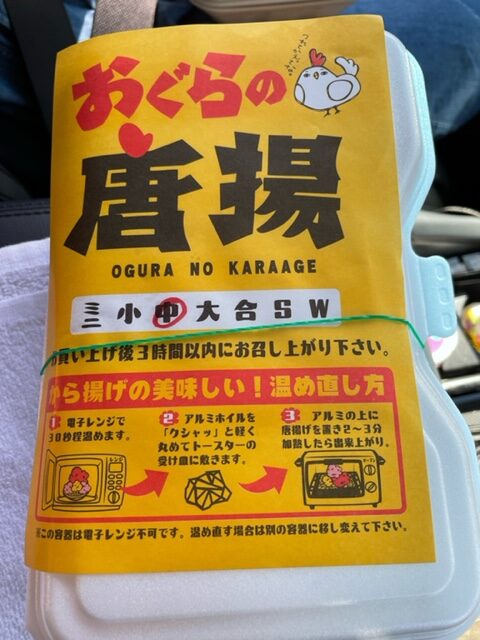 おぐらの
唐揚
OGURA NO KARAAGE
ミニ 小 中 大 合 S W
買い上げ後3時間以内にお召し上がり下さい。
から揚げの美味しい!温め直し方
1 電子レンジで
30秒程温めます。
2 アルミホイルを
「クシャッ」と軽く
丸めてトースターの
受け皿に敷きます。
3 アルミの上に
唐揚げを置き2〜3分
加熱したら出来上がり。
※この容器は電子レンジ不可です。温め直す場合は別の容器に移し変えて下さい。